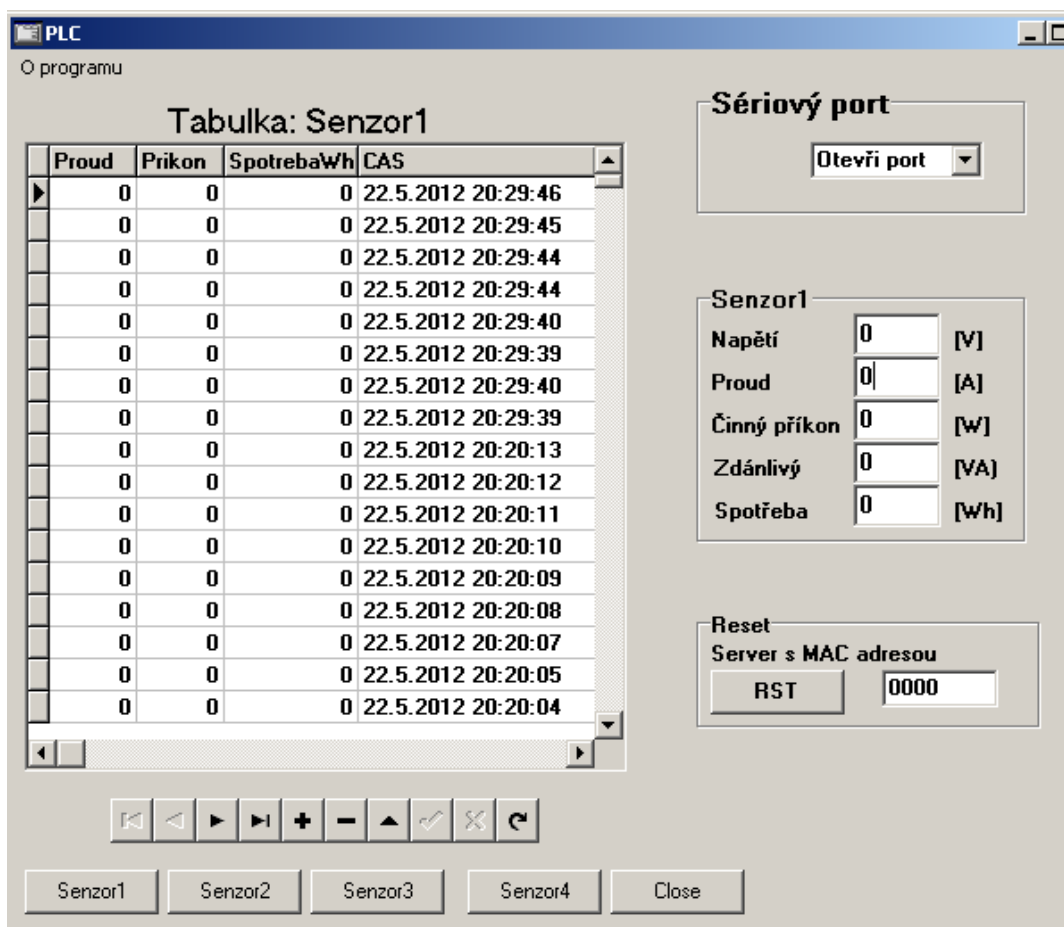 PLC
O programu
Tabulka: Senzor1
Proud Prikon SpotrebaWh CAS
0 0 0 22.5.2012 20:29:46
0 0 0 22.5.2012 20:29:45
0 0 0 22.5.2012 20:29:44
0 0 0 22.5.2012 20:29:44
0 0 0 22.5.2012 20:29:40
0 0 0 22.5.2012 20:29:39
0 0 0 22.5.2012 20:29:40
0 0 0 22.5.2012 20:29:39
0 0 0 22.5.2012 20:20:13
0 0 0 22.5.2012 20:20:12
0 0 0 22.5.2012 20:20:11
0 0 0 22.5.2012 20:20:10
0 0 0 22.5.2012 20:20:09
0 0 0 22.5.2012 20:20:08
0 0 0 22.5.2012 20:20:07
0 0 0 22.5.2012 20:20:05
0 0 0 22.5.2012 20:20:04
Sériový port
Otevři port
Senzor1
Napětí 0 [V]
Proud 0 [A]
Činný příkon 0 [W]
Zdánlivý 0 [VA]
Spotřeba 0 [Wh]
Reset
Server s MAC adresou
RST 0000
Senzor1 Senzor2 Senzor3 Senzor4 Close